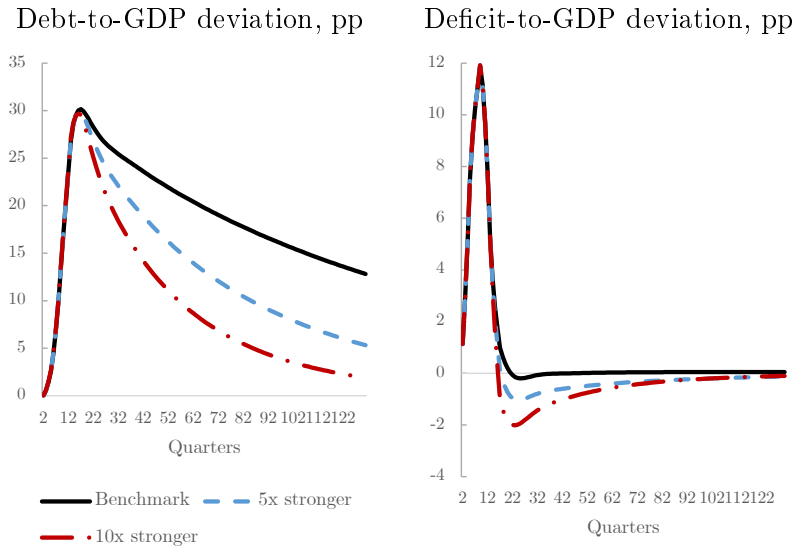 Debt-to-GDP deviation, pp
35
30
25
20
15
10
5
0
2 12 22 32 42 52 62 72 82 92 102112122
Quarters
Benchmark
5x stronger
10x stronger
Deficit-to-GDP deviation, pp
12
10
8
6
4
2
0
-2
-4
2 12 22 32 42 52 62 72 82 92 102112122
Quarters